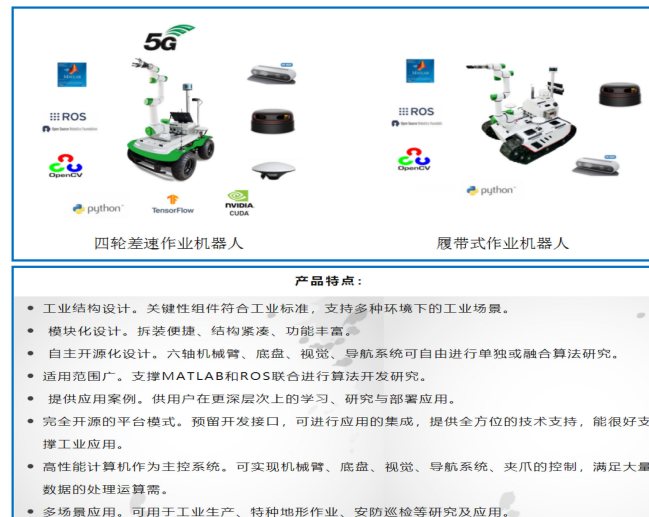 5G
MATLAB
ROS
Open Source Robotics Foundation
OpenCV
python
TensorFlow
NVIDIA
CUDA
四轮差速作业机器人
MATLAB
ROS
Open Source Robotics Foundation
OpenCV
python
履带式作业机器人
产品特点：
• 工业结构设计。关键性组件符合工业标准，支持多种环境下的工业场景。
• 模块化设计。拆装便捷、结构紧凑、功能丰富。
• 自主开源化设计。六轴机械臂、底盘、视觉、导航系统可自由进行单独或融合算法研究。
• 适用范围广。支撑MATLAB和ROS联合进行算法开发研究。
• 提供应用案例。供用户在更深层次上的学习、研究与部署应用。
• 完全开源的平台模式。预留开发接口，可进行应用的集成，提供全方位的技术支持，能很好支
撑工业应用。
• 高性能计算机作为主控系统。可实现机械臂、底盘、视觉、导航系统、夹爪的控制，满足大量
数据的处理运算需。
• 多场景应用。可用于工业生产、特种地形作业、安防巡检等研究及应用。